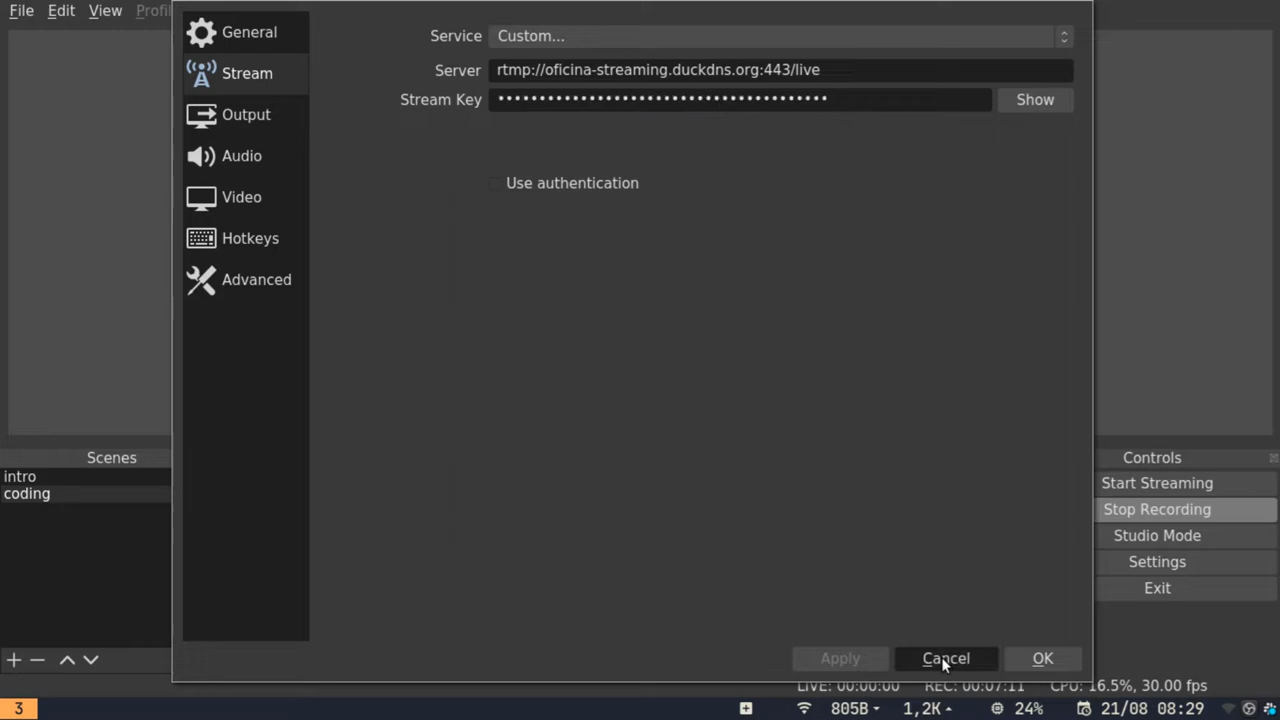 File Edit View Profil
General
Stream
Output
Audio
Video
Hotkeys
Advanced
Service Custom...
Server rtmp://oficina-streaming.duckdns.org:443/live
Stream Key •••••••••••••••••••••••••••••••••••••••• Show
Use authentication
Apply Cancel OK
Scenes
intro
coding
Controls
Start Streaming
Stop Recording
Studio Mode
Settings
Exit
LIVE: 00:00:00 REC: 00:07:11 CPU: 16.5%, 30.00 fps
3 805B 1,2K 24% 21/08 08:29